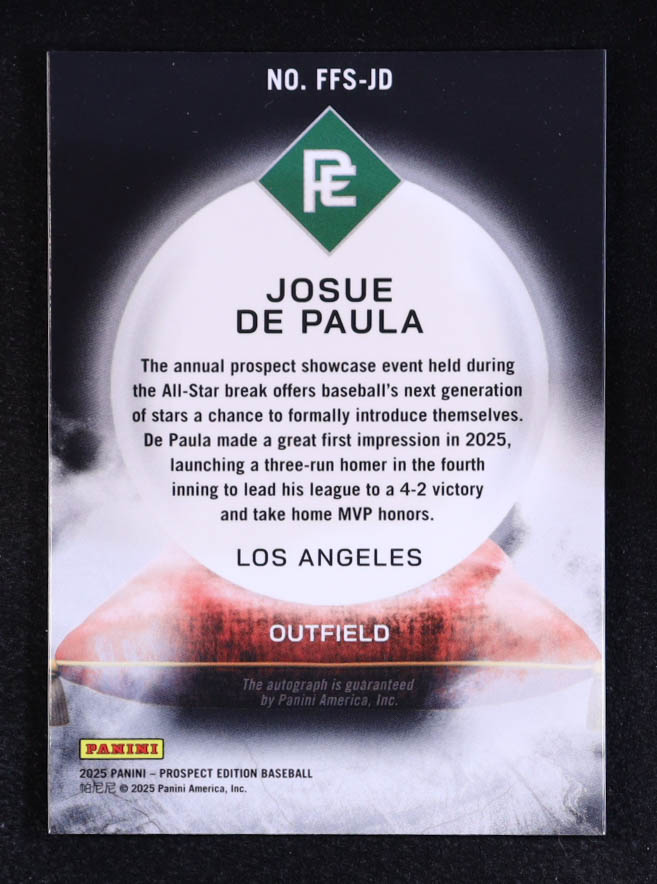 NO. FFS-JD
PE
JOSUE
DE PAULA
The annual prospect showcase event held during
the All-Star break offers baseball's next generation
of stars a chance to formally introduce themselves.
De Paula made a great first impression in 2025,
launching a three-run homer in the fourth
inning to lead his league to a 4-2 victory
and take home MVP honors.
LOS ANGELES
OUTFIELD
The autograph is guaranteed
by Panini America, Inc.
PANINI
2025 PANINI – PROSPECT EDITION BASEBALL
帕尼尼 © 2025 Panini America, Inc.